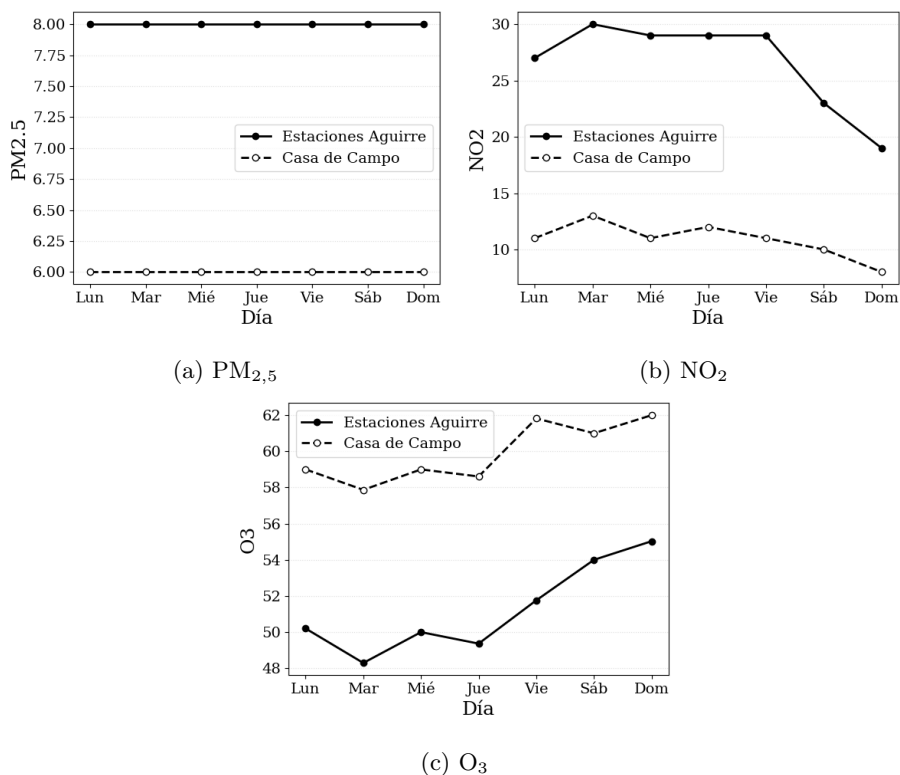 8.00
7.75
7.50
7.25
7.00
6.75
6.50
6.25
6.00
PM2.5
Estaciones Aguirre
Casa de Campo
Lun Mar Mié Jue Vie Sáb Dom
Día
(a) PM2,5
30
25
20
15
10
NO2
Estaciones Aguirre
Casa de Campo
Lun Mar Mié Jue Vie Sáb Dom
Día
(b) NO2
62
60
58
56
54
52
50
48
O3
Estaciones Aguirre
Casa de Campo
Lun Mar Mié Jue Vie Sáb Dom
Día
(c) O3